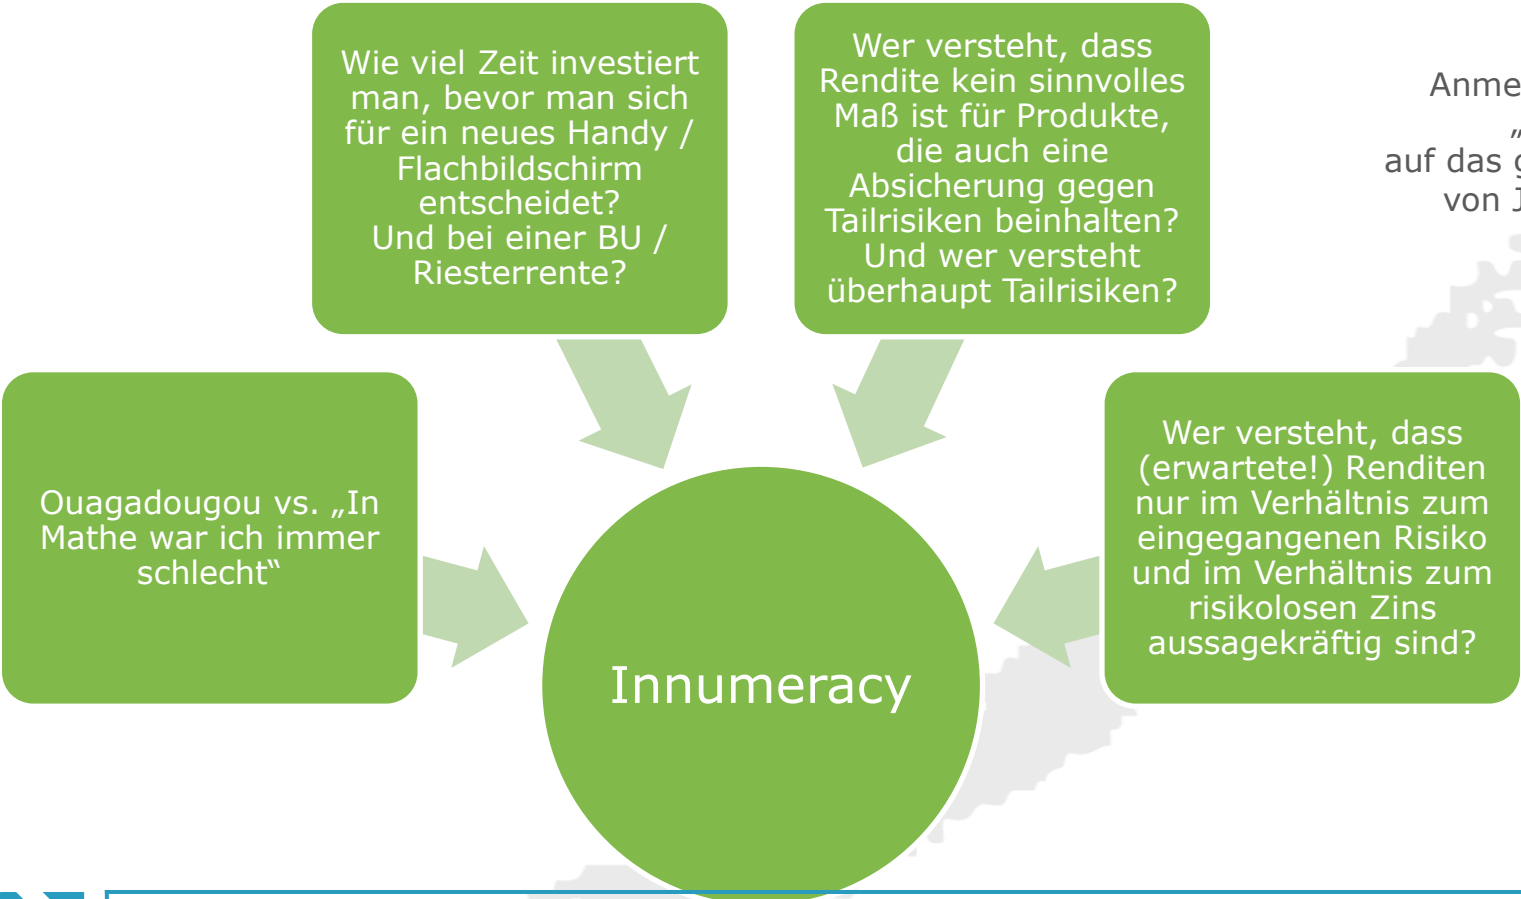 Wie viel Zeit investiert
man, bevor man sich
für ein neues Handy /
Flachbildschirm
entscheidet?
Und bei einer BU /
Riesterrente?
Wer versteht, dass
Rendite kein sinnvolles
Maß ist für Produkte,
die auch eine
Absicherung gegen
Tailrisiken beinhalten?
Und wer versteht
überhaupt Tailrisiken?
auf das
von
Ouagadougou vs. „In
Mathe war ich immer
schlecht“
Wer versteht, dass
(erwartete!) Renditen
nur im Verhältnis zum
eingegangenen Risiko
und im Verhältnis zum
risikolosen Zins
aussagekräftig sind?
Innumeracy